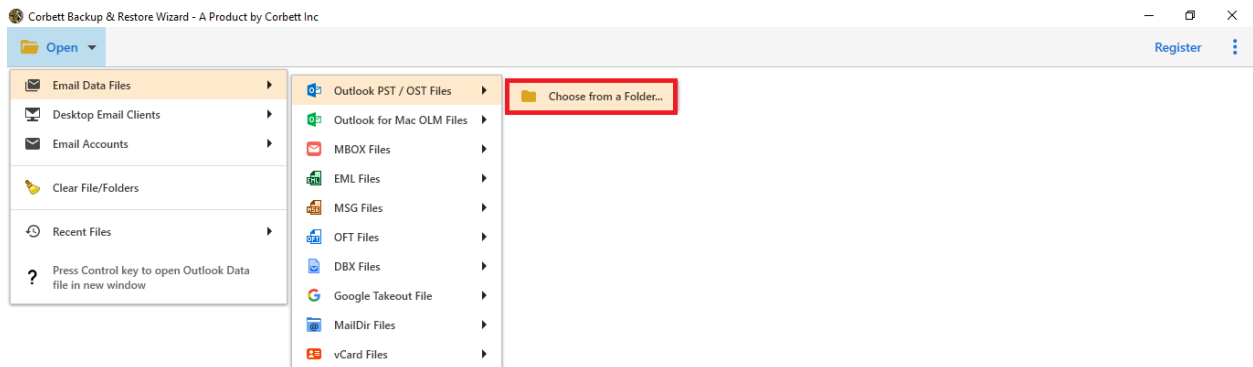 Corbett Backup & Restore Wizard - A Product by Corbett Inc
Open
Register
Email Data Files
Desktop Email Clients
Email Accounts
Clear File/Folders
Recent Files
? Press Control key to open Outlook Data
file in new window
Outlook PST / OST Files
Outlook for Mac OLM Files
MBOX Files
EML Files
MSG Files
OFT Files
DBX Files
Google Takeout File
MailDir Files
vCard Files
Choose from a Folder...